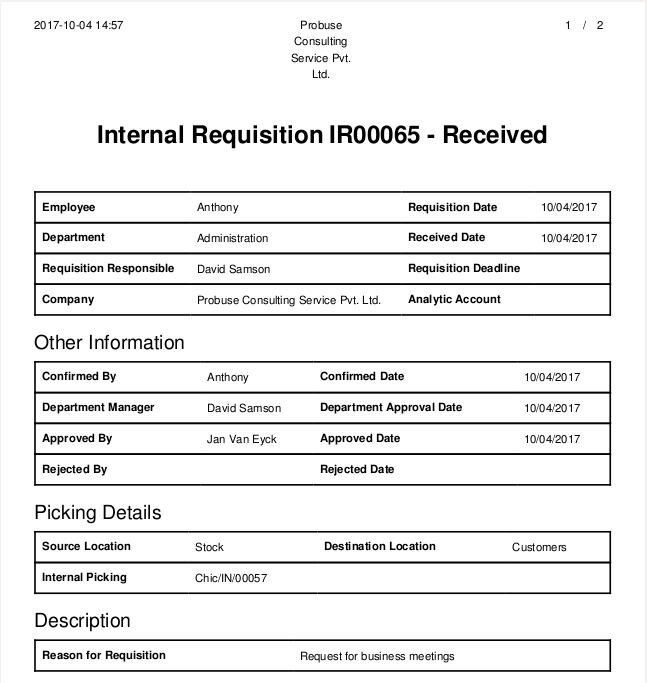 2017-10-04 14:57 Probuse 1 / 2
Consulting
Service Pvt.
Ltd.
Internal Requisition IR00065 - Received
Employee Anthony Requisition Date 10/04/2017
Department Administration Received Date 10/04/2017
Requisition Responsible David Samson Requisition Deadline
Company Probuse Consulting Service Pvt. Ltd. Analytic Account
Other Information
Confirmed By Anthony Confirmed Date 10/04/2017
Department Manager David Samson Department Approval Date 10/04/2017
Approved By Jan Van Eyck Approved Date 10/04/2017
Rejected By Rejected Date
Picking Details
Source Location Stock Destination Location Customers
Internal Picking Chic/IN/00057
Description
Reason for Requisition Request for business meetings